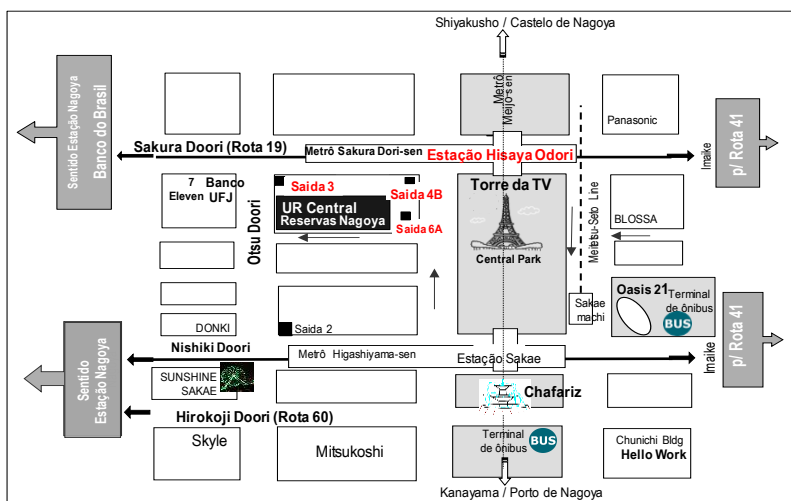 Shiyakusho / Castelo de Nagoya
Metrô
Meijo-sen
Panasonic
Sentido Estação Nagoya
Banco do Brasil
Sakura Doori (Rota 19)
Metrô Sakura Dori-sen
Estação Hisaya Odori
Imaike
p/ Rota 41
7
Eleven
Banco
UFJ
Otsu Doori
Saida 3
Saida 4B
UR Central
Reservas Nagoya
Saida 6A
Torre da TV
Central Park
Meitetsu-Seto Line
BLOSSA
Sakae
machi
Oasis 21
Terminal
de ônibus
BUS
DONKI
Saida 2
Nishiki Doori
Metrô Higashiyama-sen
Estação Sakae
Imaike
p/ Rota 41
Sentido
Estação Nagoya
SUNSHINE
SAKAE
Chafariz
Hirokoji Doori (Rota 60)
Skyle
Mitsukoshi
Terminal
de ônibus
BUS
Chunichi Bldg
Hello Work
Kanayama / Porto de Nagoya